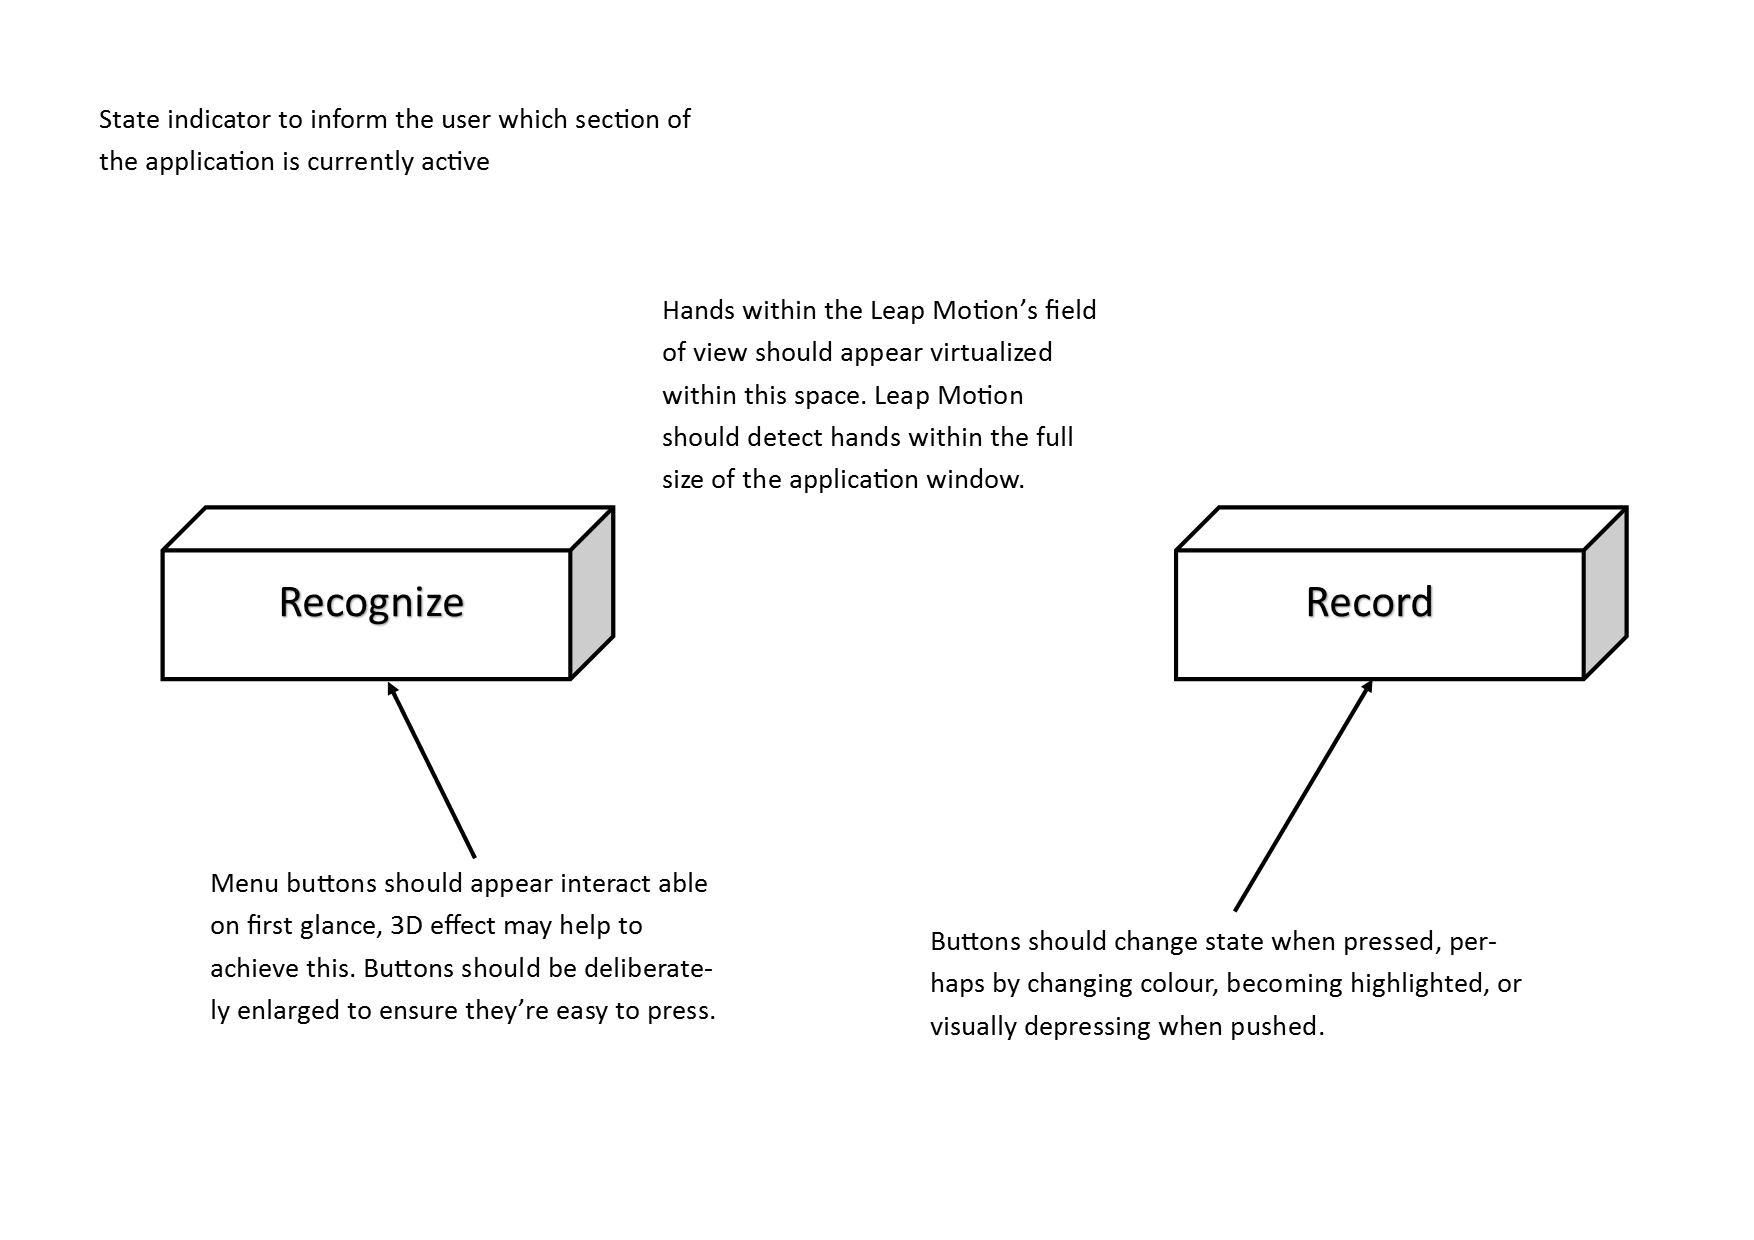 State indicator to inform the user which section of
the application is currently active
Hands within the Leap Motion’s field
of view should appear virtualized
within this space. Leap Motion
should detect hands within the full
size of the application window.
Recognize
Record
Menu buttons should appear interact able
on first glance, 3D effect may help to
achieve this. Buttons should be deliberate-
ly enlarged to ensure they’re easy to press.
Buttons should change state when pressed, per-
haps by changing colour, becoming highlighted, or
visually depressing when pushed.